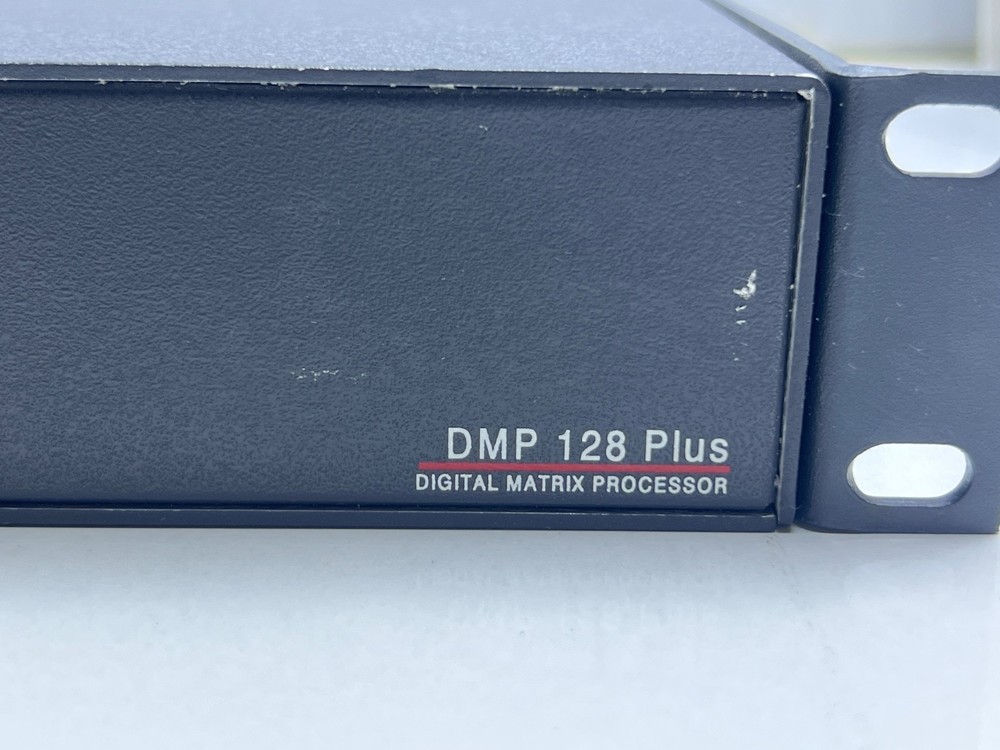 DMP 128 Plus
DIGITAL MATRIX PROCESSOR